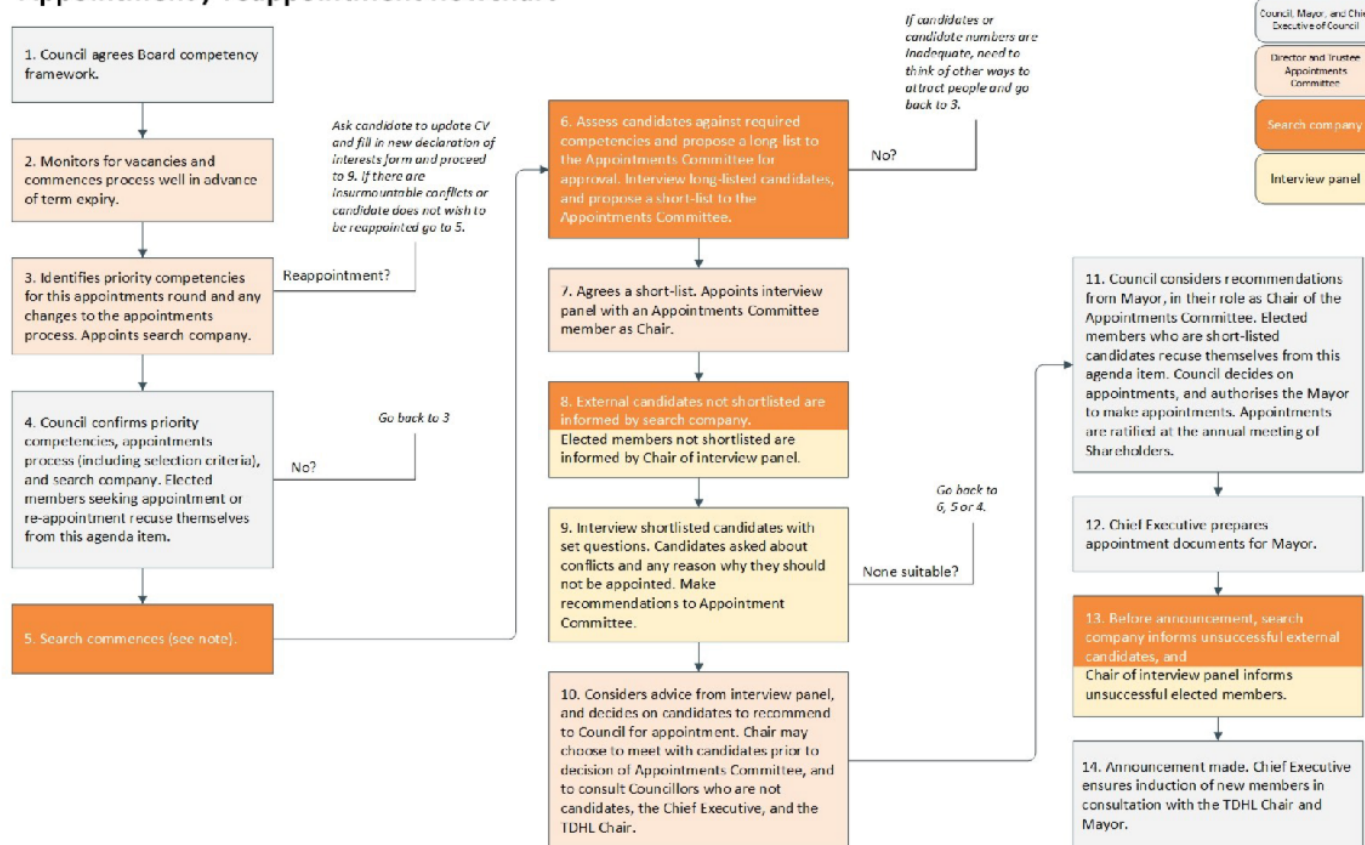 1. Council agrees Board competency
framework.
2. Monitors for vacancies and
commences process well in advance
of term expiry.
3. Identifies priority competencies
for this appointments round and any
changes to the appointments
process. Appoints search company.
Reappointment?
Ask candidate to update CV
and fill in new declaration of
interests form and proceed
to 9. If there are
insurmountable conflicts or
candidate does not wish to
be reappointed go to 5.
4. Council confirms priority
competencies, appointments
process (including selection criteria),
and search company. Elected
members seeking appointment or
re-appointment recuse themselves
from this agenda item.
No?
Go back to 3
5. Search commences (see note).
6. Assess candidates against required
competencies and propose a long-list to
the Appointments Committee for
approval. Interview long-listed candidates,
and propose a short-list to the
Appointments Committee.
No?
If candidates or
candidate numbers are
inadequate, need to
think of other ways to
attract people and go
back to 3.
7. Agrees a short-list. Appoints interview
panel with an Appointments Committee
member as Chair.
8. External candidates not shortlisted are
informed by search company.
Elected members not shortlisted are
informed by Chair of interview panel.
9. Interview shortlisted candidates with
set questions. Candidates asked about
conflicts and any reason why they should
not be appointed. Make
recommendations to Appointment
Committee.
None suitable?
Go back to
6, 5 or 4.
10. Considers advice from interview panel,
and decides on candidates to recommend
to Council for appointment. Chair may
choose to meet with candidates prior to
decision of Appointments Committee, and
to consult Councillors who are not
candidates, the Chief Executive, and the
TDHL Chair.
Council, Mayor, and Chie
Executive of Council
Director and Trustee
Appointments
Committee
Search company
Interview panel
11. Council considers recommendations
from Mayor, in their role as Chair of the
Appointments Committee. Elected
members who are short-listed
candidates recuse themselves from this
agenda item. Council decides on
appointments, and authorises the Mayor
to make appointments. Appointments
are ratified at the annual meeting of
Shareholders.
12. Chief Executive prepares
appointment documents for Mayor.
13. Before announcement, search
company informs unsuccessful external
candidates, and
Chair of interview panel informs
unsuccessful elected members.
14. Announcement made. Chief Executive
ensures induction of new members in
consultation with the TDHL Chair and
Mayor.